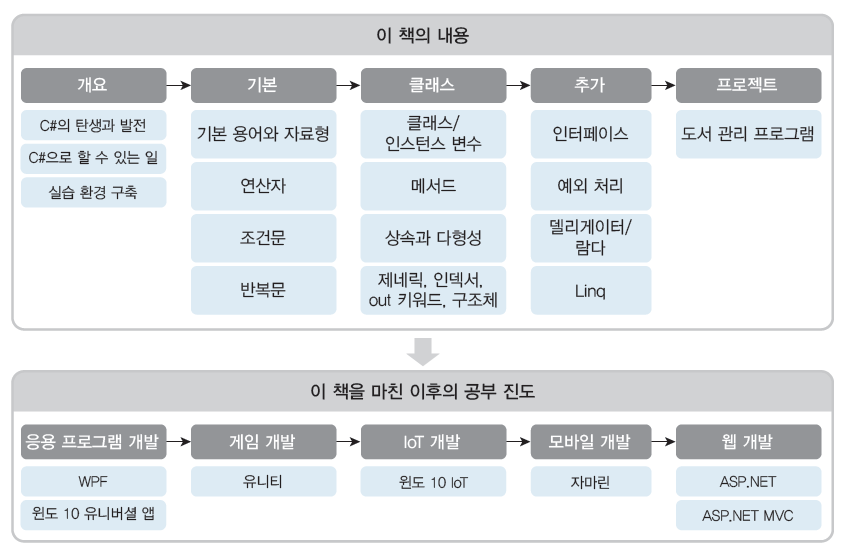 이 책의 내용
개요
기본
클래스
추가
프로젝트
C#의 탄생과 발전
C#으로 할 수 있는 일
실습 환경 구축
기본 용어와 자료형
연산자
조건문
반복문
클래스/
인스턴스 변수
메서드
상속과 다형성
제네릭, 인덱서,
out 키워드, 구조체
인터페이스
예외 처리
델리게이터/
람다
Linq
도서 관리 프로그램
이 책을 마친 이후의 공부 진도
응용 프로그램 개발
게임 개발
IoT 개발
모바일 개발
웹 개발
WPF
윈도 10 유니버셜 앱
유니티
윈도 10 IoT
자마린
ASP.NET
ASP.NET MVC